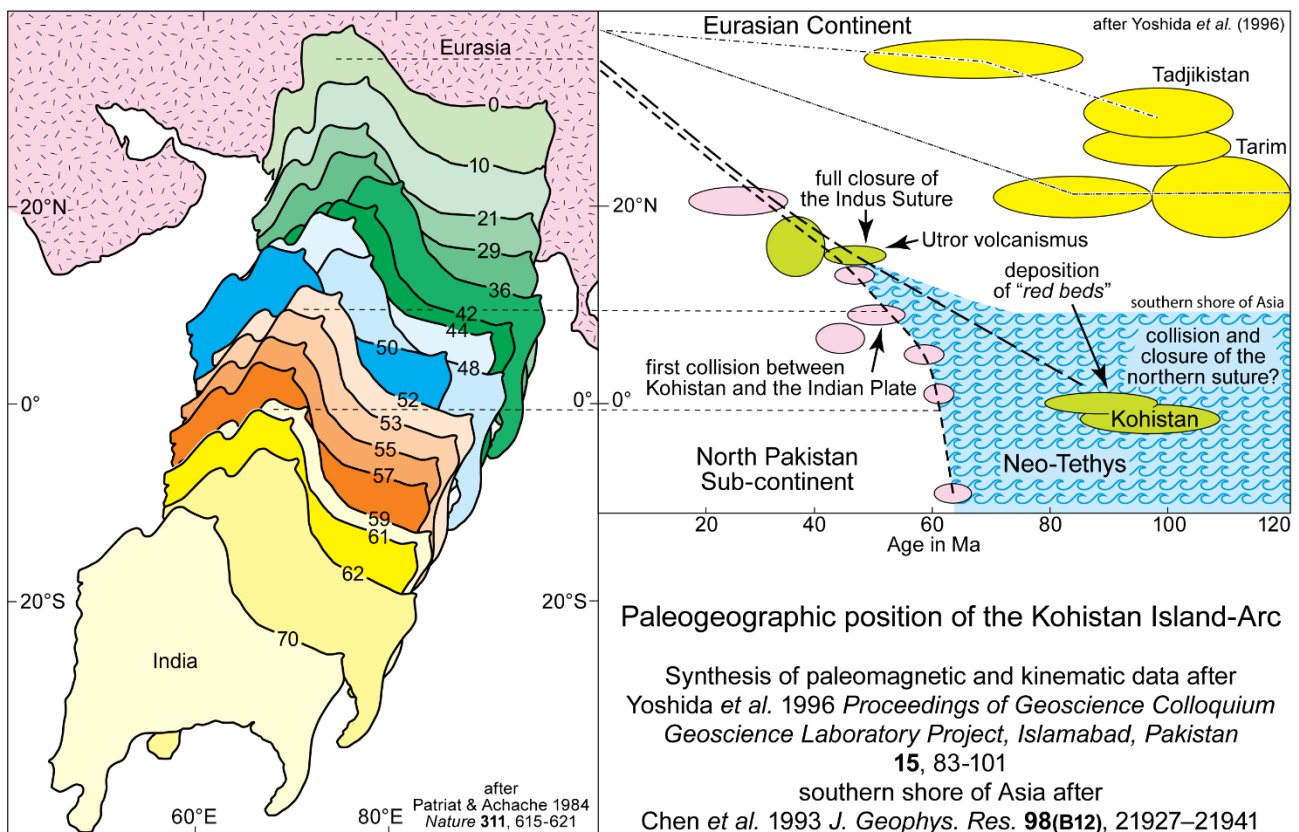 Eurasia
0
10
20°N
21
29
36
42
44
50
48
0°
52
53
55
57
59
61
62
20°S
70
India
60°E
80°E
after
Patriat & Achache 1984
Nature 311, 615-621
Eurasian Continent
after Yoshida et al. (1996)
Tadjikistan
Tarim
20°N
full closure of
the Indus Suture
Utror volcanismus
deposition
of “red beds”
southern shore of Asia
collision and
closure of the
northern suture?
first collision between
Kohistan and the Indian Plate
0°
Kohistan
North Pakistan
Sub-continent
Neo-Tethys
20
40
60
80
100
120
Age in Ma
20°S
Paleogeographic position of the Kohistan Island-Arc
Synthesis of paleomagnetic and kinematic data after
Yoshida et al. 1996 Proceedings of Geoscience Colloquium
Geoscience Laboratory Project, Islamabad, Pakistan
15, 83-101
southern shore of Asia after
Chen et al. 1993 J. Geophys. Res. 98(B12), 21927–21941